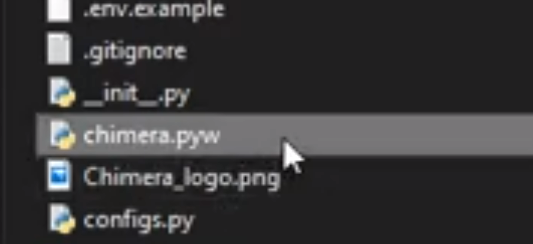 .env.example
.gitignore
__init__.py
chimera.pyw
Chimera_logo.png
configs.py